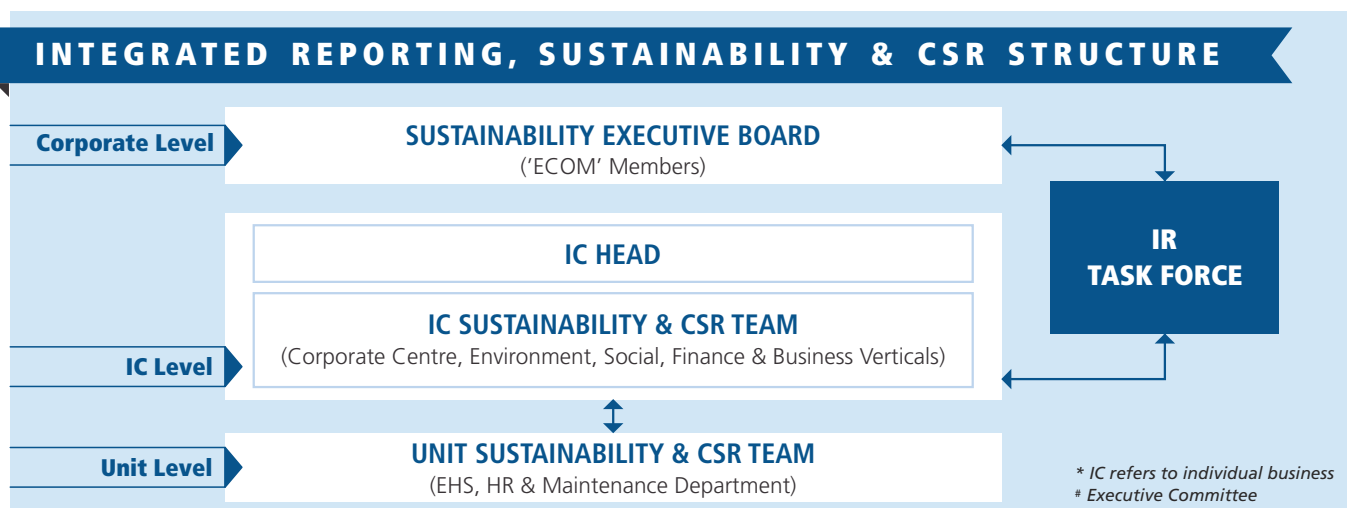 INTEGRATED REPORTING, SUSTAINABILITY & CSR STRUCTURE
Corporate Level
SUSTAINABILITY EXECUTIVE BOARD
('ECOM' Members)
IR
TASK FORCE
IC HEAD
IC Level
IC SUSTAINABILITY & CSR TEAM
(Corporate Centre, Environment, Social, Finance & Business Verticals)
Unit Level
UNIT SUSTAINABILITY & CSR TEAM
(EHS, HR & Maintenance Department)
* IC refers to individual business
# Executive Committee